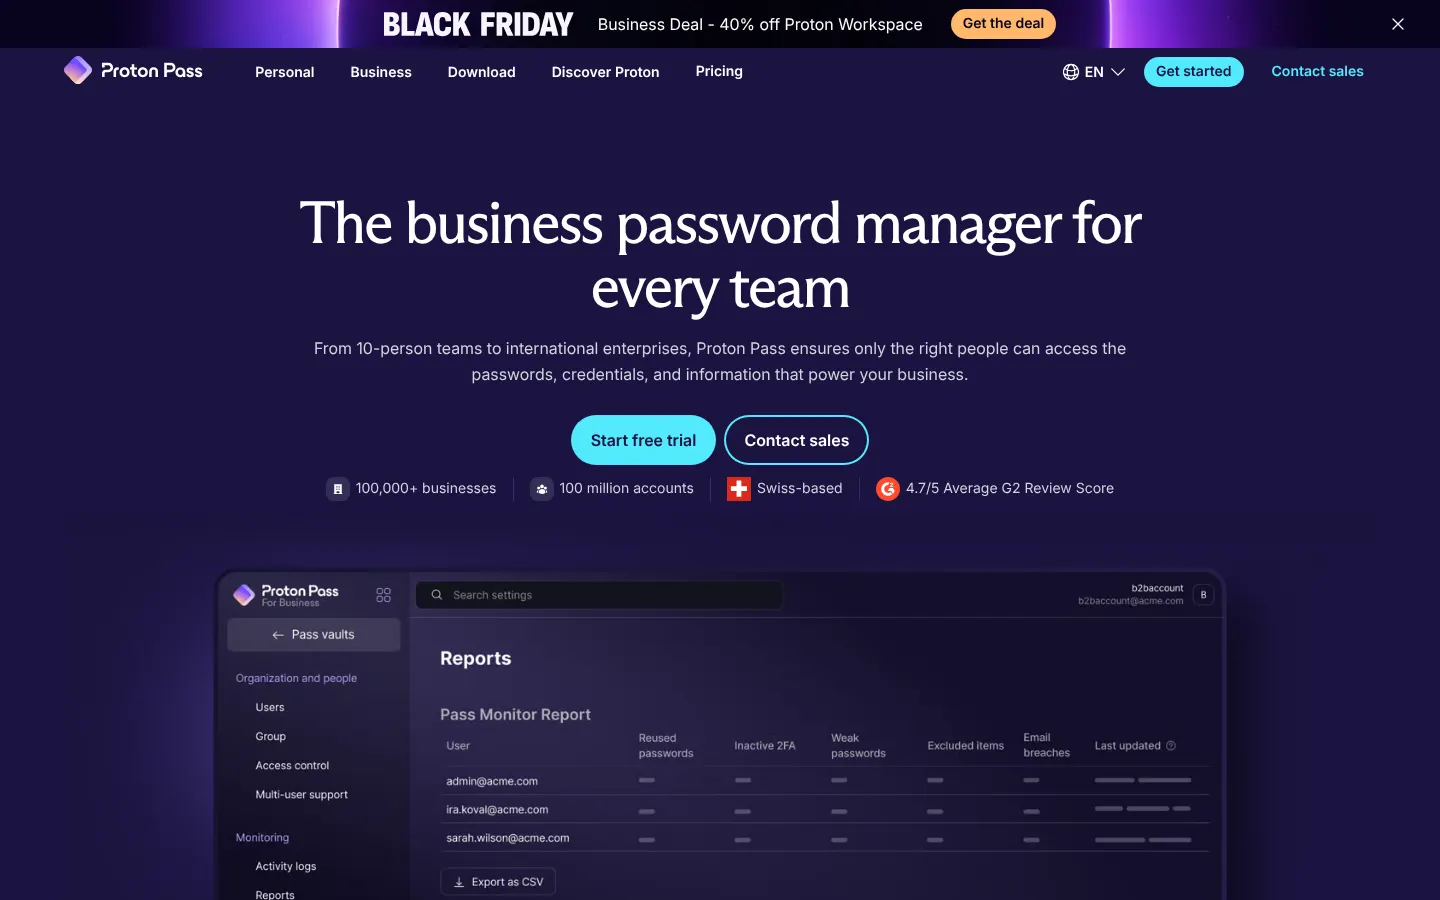 BLACK FRIDAY Business Deal - 40% off Proton Workspace Get the deal
Proton Pass Personal Business Download Discover Proton Pricing EN Get started Contact sales
The business password manager for
every team
From 10-person teams to international enterprises, Proton Pass ensures only the right people can access the
passwords, credentials, and information that power your business.
Start free trial Contact sales
100,000+ businesses 100 million accounts Swiss-based 4.7/5 Average G2 Review Score
Proton Pass
For Business
Search settings
b2baccount
b2baccount@acme.com
B
Pass vaults
Organization and people
Users
Group
Access control
Multi-user support
Monitoring
Activity logs
Reports
Reports
Pass Monitor Report
User Reused passwords Inactive 2FA Weak passwords Excluded items Email breaches Last updated
admin@acme.com
ira.koval@acme.com
sarah.wilson@acme.com
Export as CSV